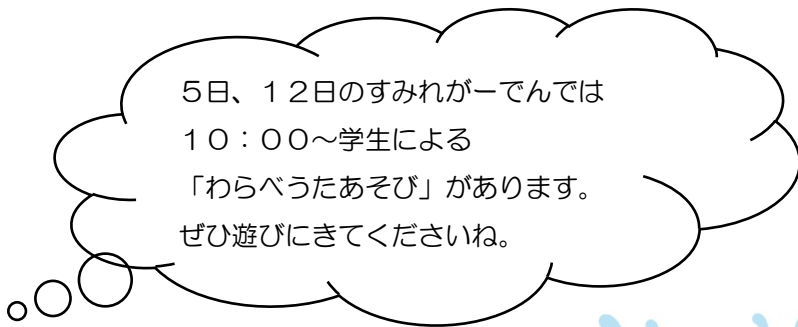 ５日、１２日のすみれがーでんでは
１０：００～学生による
「わらべうたあそび」があります。
ぜひ遊びにきてくださいね。